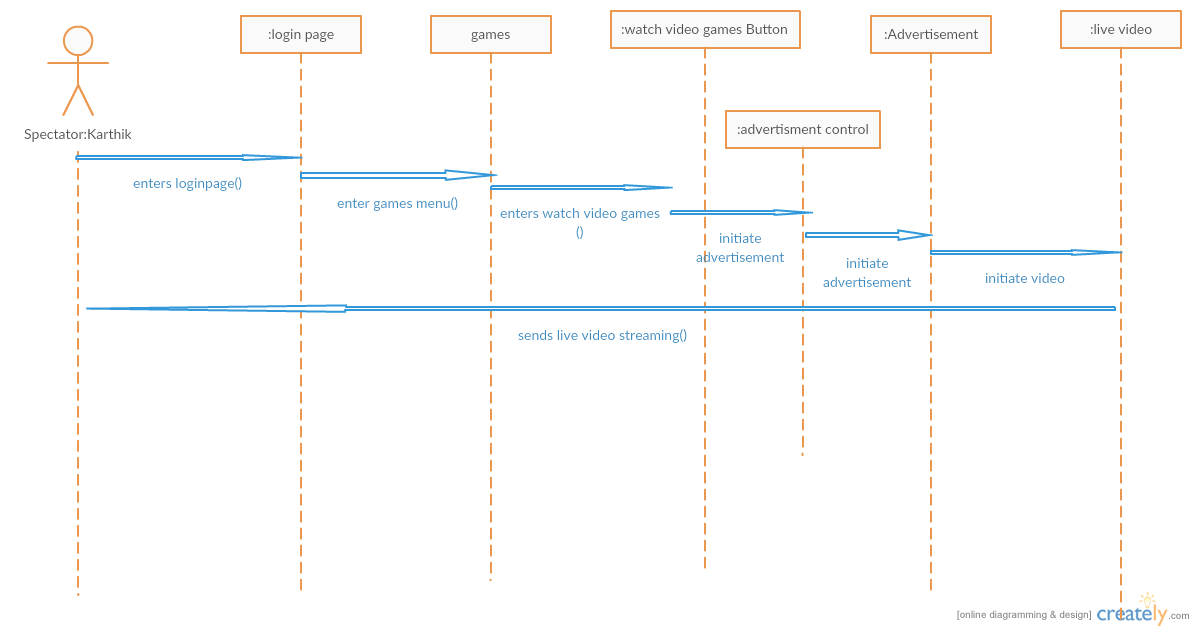 :login page
games
:watch video games Button
:Advertisement
:live video
:advertisment control
Spectator:Karthik
enters loginpage()
enter games menu()
enters watch video games
()
initiate
advertisement
initiate
advertisement
initiate video
sends live video streaming()
[online diagramming & design] creately.com